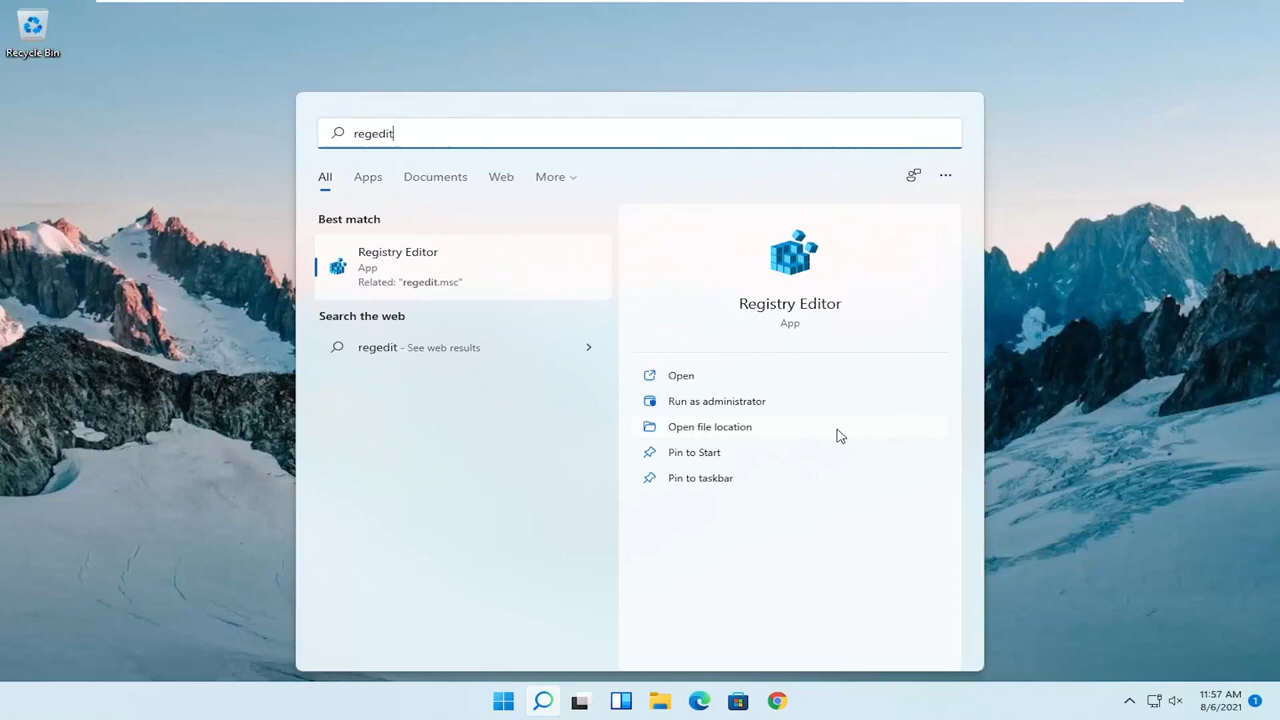 Recycle Bin
regedit
All Apps Documents Web More
Best match
Registry Editor
App
Related: "regedit.msc"
Search the web
regedit - See web results
Registry Editor
App
Open
Run as administrator
Open file location
Pin to Start
Pin to taskbar
11:57 AM
8/6/2021
1